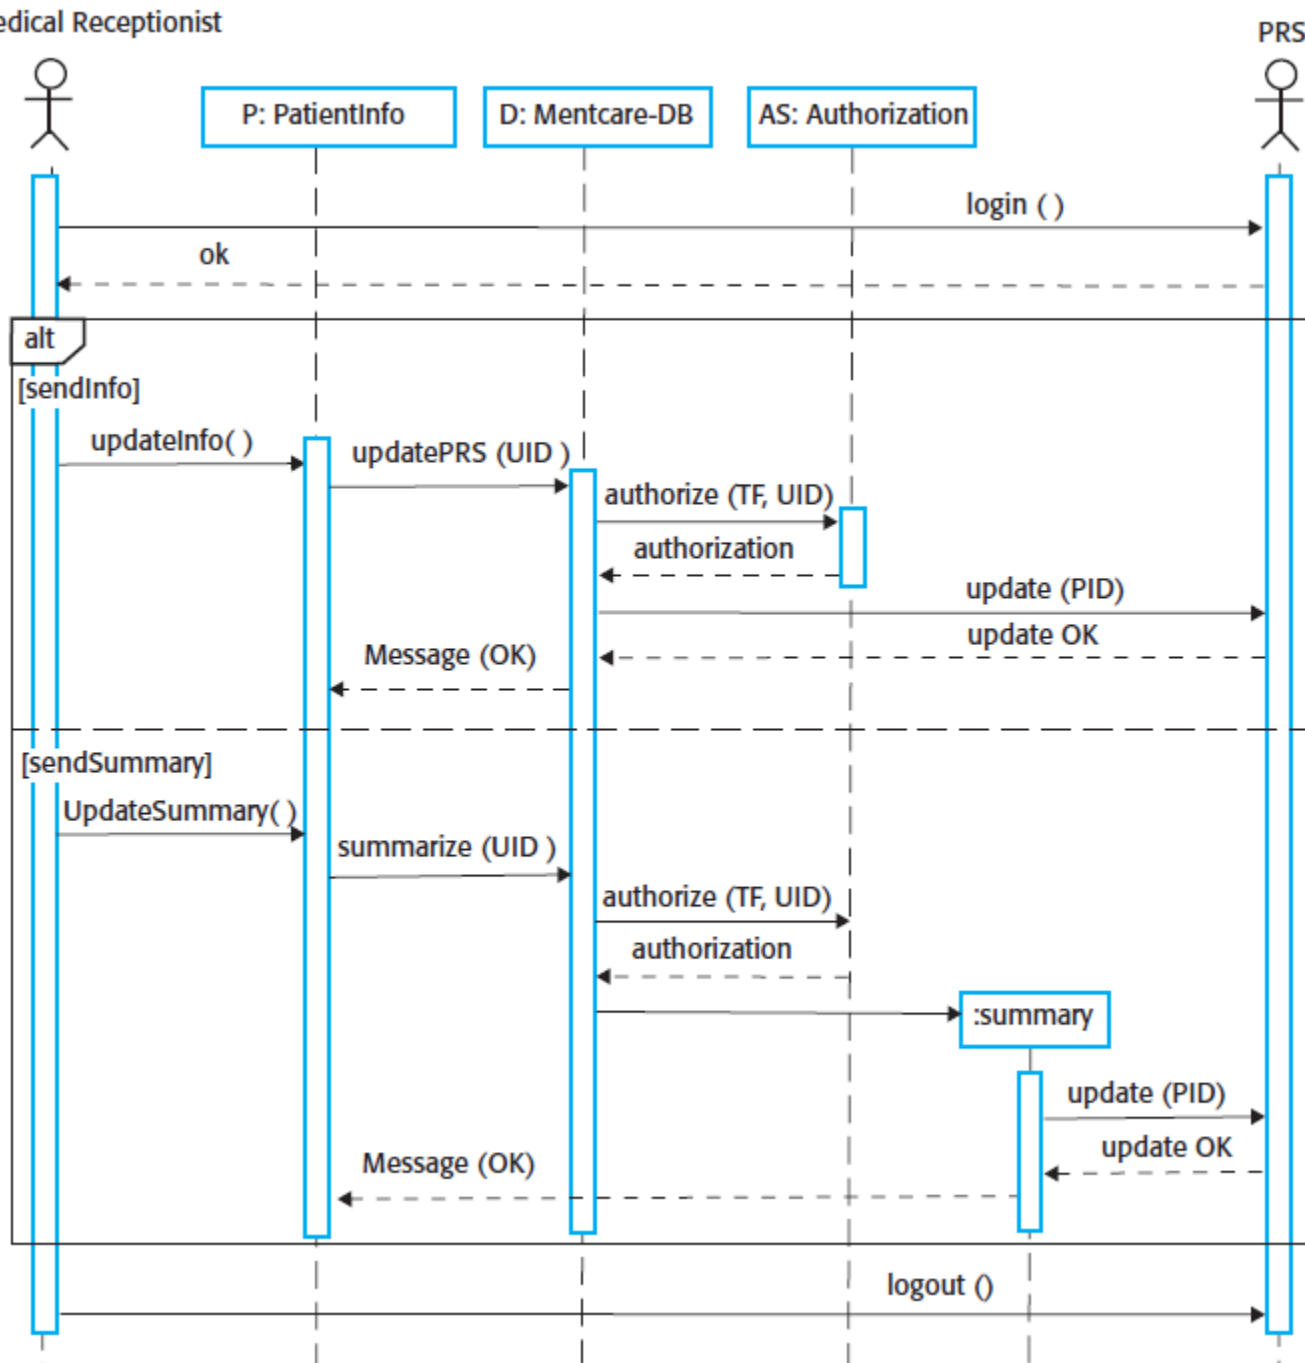 edical Receptionist
PRS
P: PatientInfo
D: Mentcare-DB
AS: Authorization
login ( )
ok
alt
[sendInfo]
updateInfo( )
updatePRS (UID )
authorize (TF, UID)
authorization
update (PID)
update OK
Message (OK)
[sendSummary]
UpdateSummary( )
summarize (UID )
authorize (TF, UID)
authorization
:summary
update (PID)
update OK
Message (OK)
logout ()